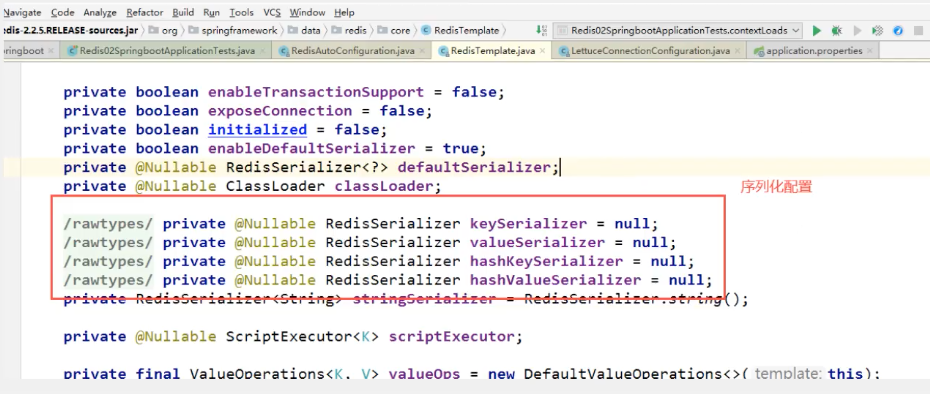 Navigate Code Analyze Refactor Build Run Tools VCS Window Help
edis-2.2.5.RELEASE-sources.jar org springframework data redis core RedisTemplate Redis02SpringbootApplicationTests.contextLoads
pringboot Redis02SpringbootApplicationTests.java RedisAutoConfiguration.java RedisTemplate.java LettuceConnectionConfiguration.java application.properties
private boolean enableTransactionSupport = false;
private boolean exposeConnection = false;
private boolean initialized = false;
private boolean enableDefaultSerializer = true;
private @Nullable RedisSerializer<?> defaultSerializer;
private @Nullable ClassLoader classLoader;
序列化配置
/rawtypes/ private @Nullable RedisSerializer keySerializer = null;
/rawtypes/ private @Nullable RedisSerializer valueSerializer = null;
/rawtypes/ private @Nullable RedisSerializer hashKeySerializer = null;
/rawtypes/ private @Nullable RedisSerializer hashValueSerializer = null;
private RedisSerializer<String> stringSerializer = RedisSerializer.string();
private @Nullable ScriptExecutor<K> scriptExecutor;
private final ValueOperations<K, V> valueOps = new DefaultValueOperations<>( template: this);